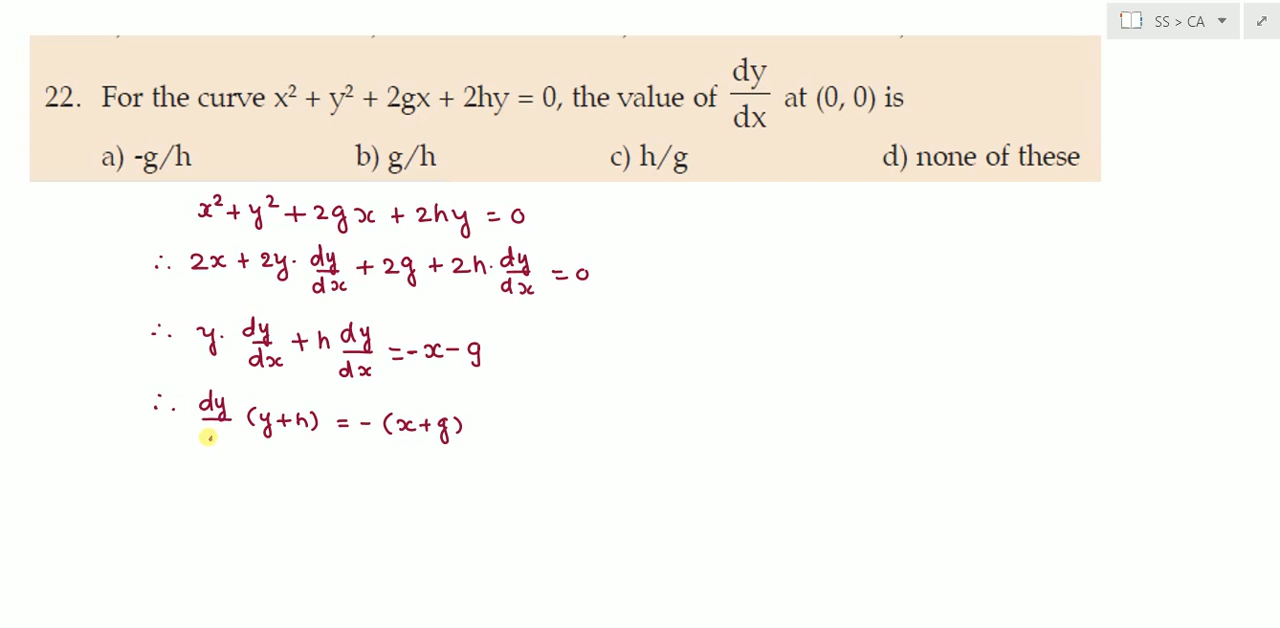 SS > CA
22. For the curve x² + y² + 2gx + 2hy = 0, the value of dy/dx at (0, 0) is
a) -g/h b) g/h c) h/g d) none of these
x² + y² + 2gx + 2hy = 0
∴ 2x + 2y· dy/dx + 2g + 2h· dy/dx = 0
∴ y· dy/dx + h dy/dx = -x - g
∴ dy (y+h) = - (x+g)